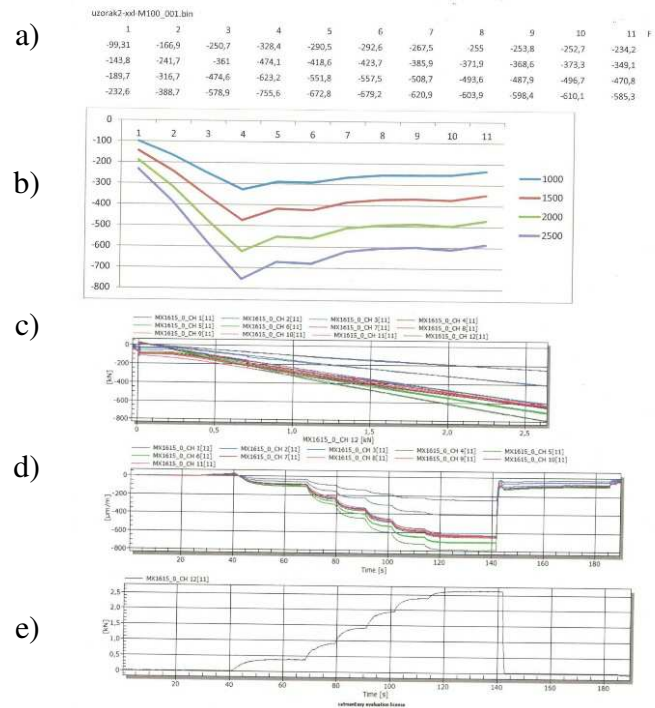 uzorak2-xxl-M100_001.bin
a)
1 2 3 4 5 6 7 8 9 10 11 F
-99,31 -166,9 -250,7 -328,4 -290,5 -292,6 -267,5 -255 -253,8 -252,7 -234,2
-143,8 -241,7 -361 -474,1 -418,6 -423,7 -385,9 -371,9 -368,6 -373,3 -349,1
-189,7 -316,7 -474,6 -623,2 -551,8 -557,5 -508,7 -493,6 -487,9 -496,7 -470,8
-232,6 -388,7 -578,9 -755,6 -672,8 -679,2 -620,9 -603,9 -598,4 -610,1 -585,3
b)
0
1 2 3 4 5 6 7 8 9 10 11
-100
-200
-300
-400
-500
-600
-700
-800
1000
1500
2000
2500
c)
MX1615_0_CH 1[11] MX1615_0_CH 2[11] MX1615_0_CH 3[11] MX1615_0_CH 4[11]
MX1615_0_CH 5[11] MX1615_0_CH 6[11] MX1615_0_CH 7[11] MX1615_0_CH 8[11]
MX1615_0_CH 9[11] MX1615_0_CH 10[11] MX1615_0_CH 11[11] MX1615_0_CH 12[11]
[kN]
0
-200
-400
-600
-800
0 0,5 1,0 1,5 2,0 2,5
MX1615_0_CH 12 [kN]
d)
MX1615_0_CH 1[11] MX1615_0_CH 2[11] MX1615_0_CH 3[11] MX1615_0_CH 4[11] MX1615_0_CH 5[11]
MX1615_0_CH 6[11] MX1615_0_CH 7[11] MX1615_0_CH 8[11] MX1615_0_CH 9[11] MX1615_0_CH 10[11]
MX1615_0_CH 11[11]
[µm/m]
0
-200
-400
-600
-800
20 40 60 80 100 120 140 160 180
Time [s]
e)
MX1615_0_CH 12[11]
[kN]
2,5
2,0
1,5
1,0
0,5
0
20 40 60 80 100 120 140 160 180
Time [s]
catmanEasy evaluation licence